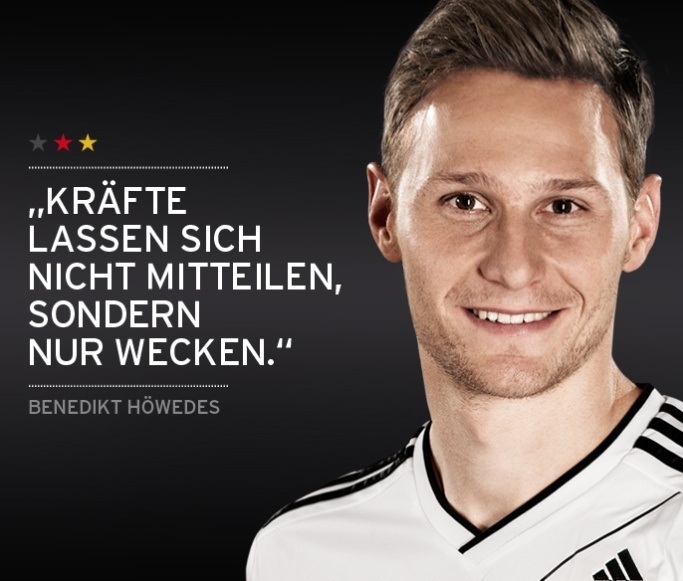 „KRÄFTE
LASSEN SICH
NICHT MITTEILEN,
SONDERN
NUR WECKEN.“
BENEDIKT HÖWEDES